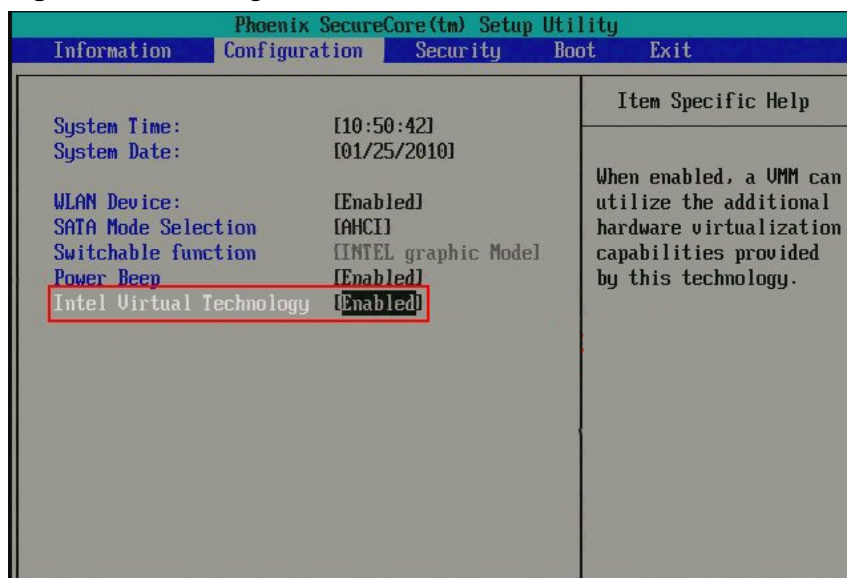 Phoenix SecureCore(tm) Setup Utility
Information Configuration Security Boot Exit
System Time: [10:50:42]
System Date: [01/25/2010]
WLAN Device: [Enabled]
SATA Mode Selection [AHCI]
Switchable function [INTEL graphic Mode]
Power Beep [Enabled]
Intel Virtual Technology [Enabled]
Item Specific Help
When enabled, a VMM can
utilize the additional
hardware virtualization
capabilities provided
by this technology.